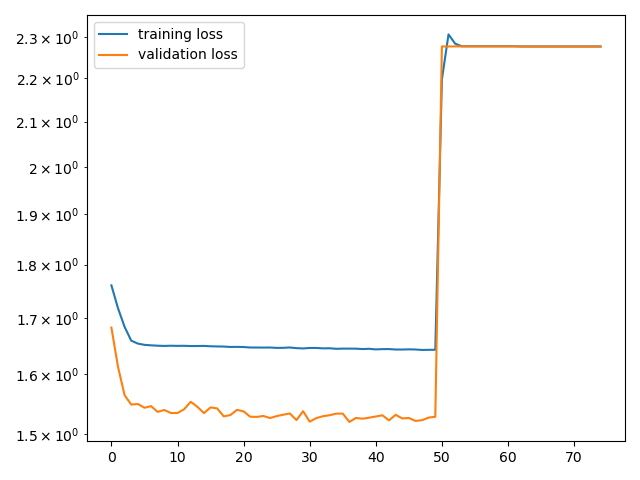 training loss
validation loss
2.3 × 10⁰
2.2 × 10⁰
2.1 × 10⁰
2 × 10⁰
1.9 × 10⁰
1.8 × 10⁰
1.7 × 10⁰
1.6 × 10⁰
1.5 × 10⁰
0 10 20 30 40 50 60 70